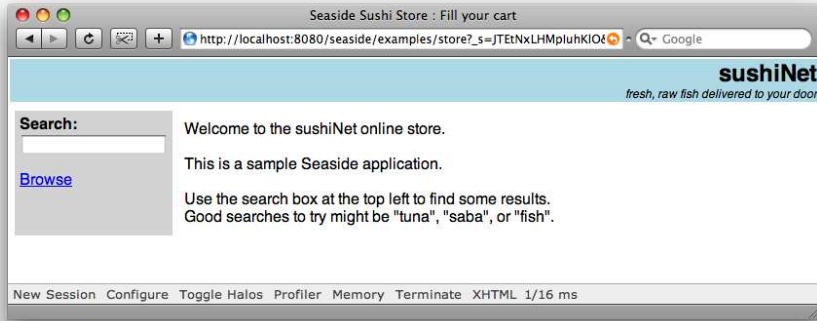 Seaside Sushi Store : Fill your cart
http://localhost:8080/seaside/examples/store?_s=JTEtNxLHMpIuhKIO& Google
sushiNet
fresh, raw fish delivered to your door
Search:
Browse
Welcome to the sushiNet online store.
This is a sample Seaside application.
Use the search box at the top left to find some results.
Good searches to try might be "tuna", "saba", or "fish".
New Session Configure Toggle Halos Profiler Memory Terminate XHTML 1/16 ms